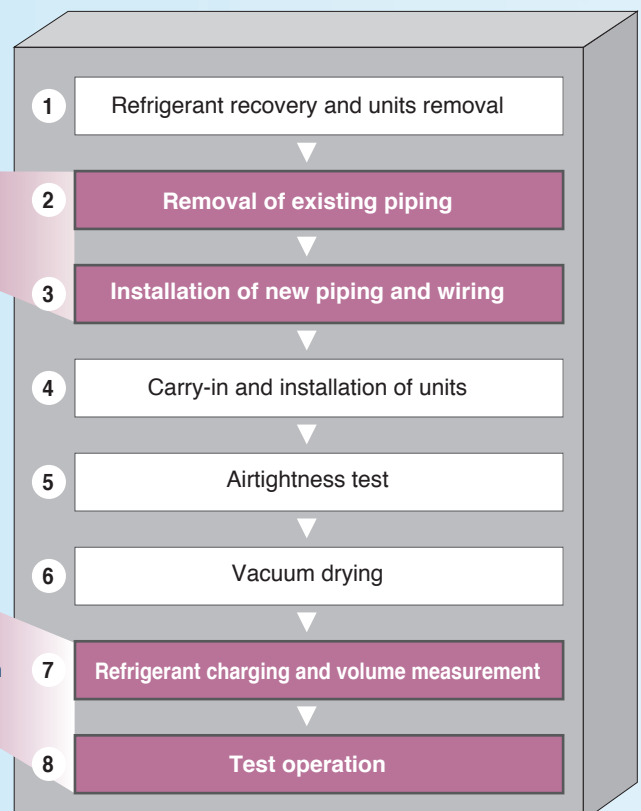 1 Refrigerant recovery and units removal
2 Removal of existing piping
3 Installation of new piping and wiring
4 Carry-in and installation of units
5 Airtightness test
6 Vacuum drying
7 Refrigerant charging and volume measurement
8 Test operation